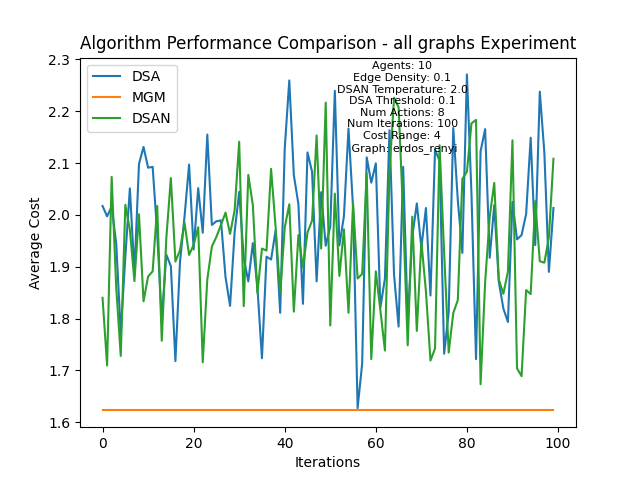 Algorithm Performance Comparison - all graphs Experiment
DSA
MGM
DSAN
Agents: 10
Edge Density: 0.1
DSAN Temperature: 2.0
DSA Threshold: 0.1
Num Actions: 8
Num Iterations: 100
Cost Range: 4
Graph: erdos_renyi
Average Cost
2.3
2.2
2.1
2.0
1.9
1.8
1.7
1.6
0
20
40
60
80
100
Iterations